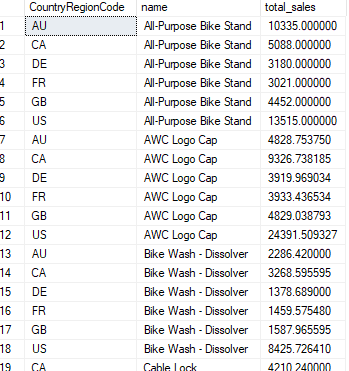 CountryRegionCode name total_sales
1 AU All-Purpose Bike Stand 10335.000000
2 CA All-Purpose Bike Stand 5088.000000
3 DE All-Purpose Bike Stand 3180.000000
4 FR All-Purpose Bike Stand 3021.000000
5 GB All-Purpose Bike Stand 4452.000000
6 US All-Purpose Bike Stand 13515.000000
7 AU AWC Logo Cap 4828.753750
8 CA AWC Logo Cap 9326.738185
9 DE AWC Logo Cap 3919.969034
10 FR AWC Logo Cap 3933.436534
11 GB AWC Logo Cap 4829.038793
12 US AWC Logo Cap 24391.509327
13 AU Bike Wash - Dissolver 2286.420000
14 CA Bike Wash - Dissolver 3268.595595
15 DE Bike Wash - Dissolver 1378.689000
16 FR Bike Wash - Dissolver 1459.575480
17 GB Bike Wash - Dissolver 1587.965595
18 US Bike Wash - Dissolver 8425.726410
19 CA Cable Lock 4210.240000